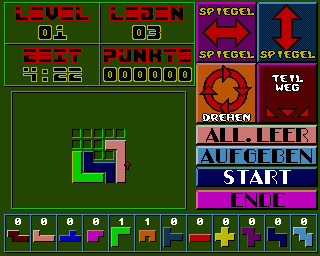 LEVEL LEBEN SPIEGEL
01 03
SPIEGEL SPIEGEL
ZEIT PUNKTE
4:22 000000
TEIL
WEG
DREHEN
ALL.LEER
AUFGEBEN
START
ENDE
0 0 0 0 1 1 0 0 0 0 0 0